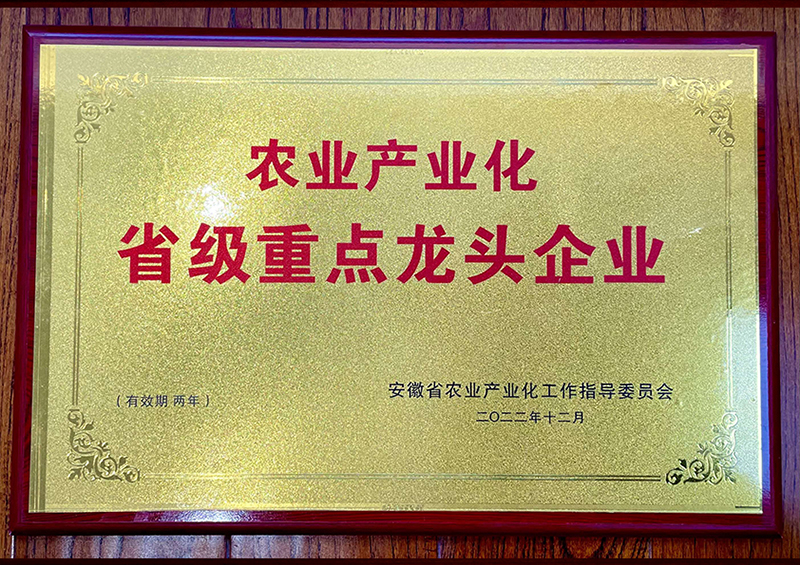 农业产业化
省级重点龙头企业
（有效期 两年）
安徽省农业产业化工作指导委员会
二〇二二年十二月